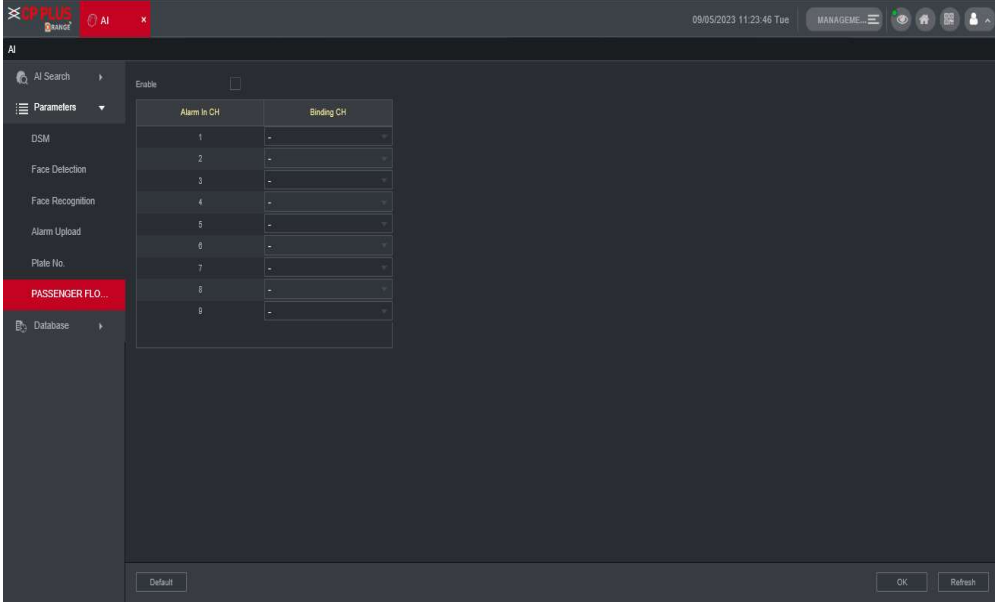 CP PLUS
ORANGE
AI
x
09/05/2023 11:23:46 Tue
MANAGEME...
AI
AI Search
Parameters
DSM
Face Detection
Face Recognition
Alarm Upload
Plate No.
PASSENGER FLO...
Database
Enable
Alarm In CH Binding CH
1 -
2 -
3 -
4 -
5 -
6 -
7 -
8 -
9 -
Default OK Refresh